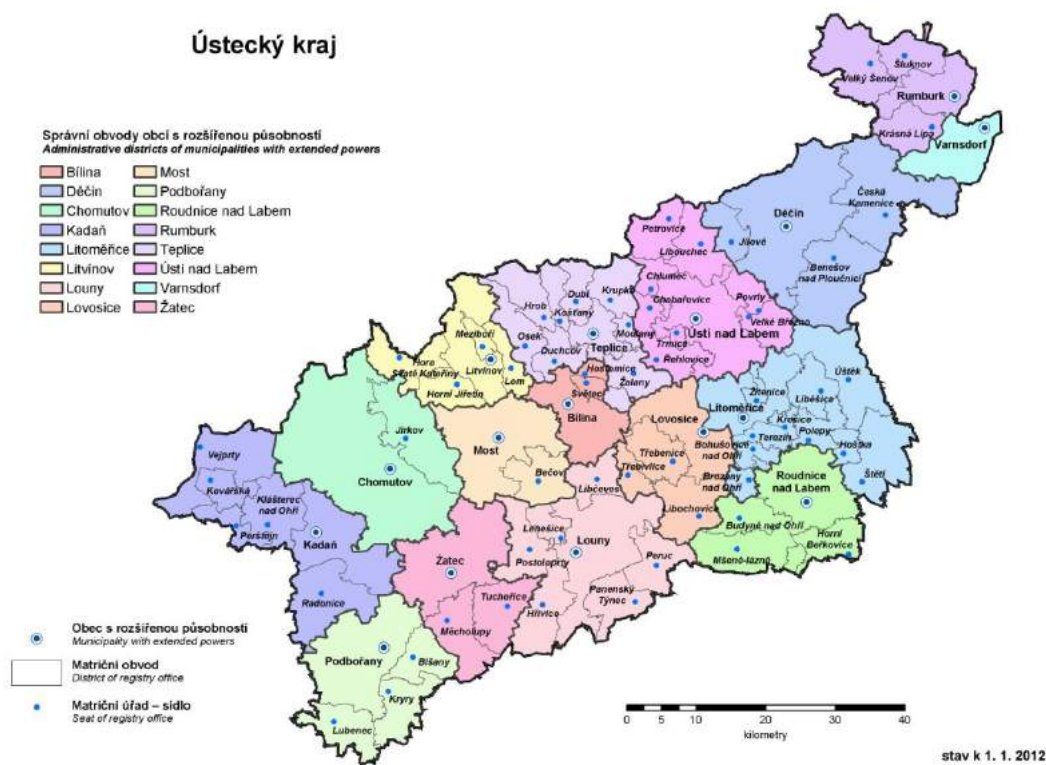 Ústecký kraj
Správní obvody obcí s rozšířenou působností
Administrative districts of municipalities with extended powers
Bílina
Most
Děčín
Podbořany
Chomutov
Roudnice nad Labem
Kadaň
Rumburk
Litoměřice
Teplice
Litvínov
Ústí nad Labem
Louny
Varnsdorf
Lovosice
Žatec
Šluknov
Velký Šenov
Rumburk
Krásná Lípa
Varnsdorf
Česká
Kamenice
Děčín
Petrovice
Jílové
Libouchec
Benešov
nad Ploučnicí
Chlumec
Krupka
Dubí
Hrob
Košťany
Chabařovice
Povrly
Velké Březno
Ústí nad Labem
Trmice
Řehlovice
Meziboří
Osek
Moldava
Teplice
Duchcov
Litvínov
Hora
Svaté Kateřiny
Lom
Horní Jiřetín
Hostomice
Žalany
Světec
Bílina
Úštěk
Žitenice
Liběšice
Litoměřice
Lovosice
Křešice
Polepy
Terezín
Hoštka
Bohušovice
nad Ohří
Štětí
Brozany
nad Ohří
Třebenice
Třebívlice
Most
Bečov
Libčeves
Jirkov
Chomutov
Vejprty
Kovářská
Klášterec
nad Ohří
Perštejn
Kadaň
Radonice
Roudnice
nad Labem
Libochovice
Budyně nad Ohří
Horní
Beřkovice
Mšené-lázně
Lenešice
Louny
Postoloprty
Peruc
Panenský
Týnec
Hřivice
Žatec
Tuchořice
Měcholupy
Podbořany
Blšany
Kryry
Lubenec
Obec s rozšířenou působností
Municipality with extended powers
Matriční obvod
District of registry office
Matriční úřad – sídlo
Seat of registry office
0 5 10 20 30 40
kilometry
stav k 1. 1. 2012